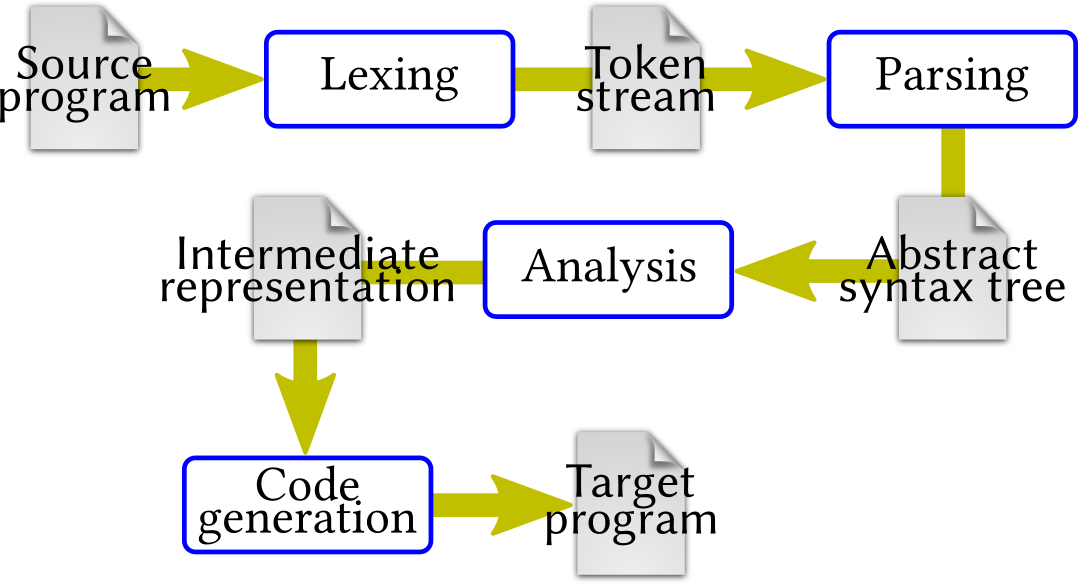 Source
program
Lexing
Token
stream
Parsing
Intermediate
representation
Analysis
Abstract
syntax tree
Code
generation
Target
program